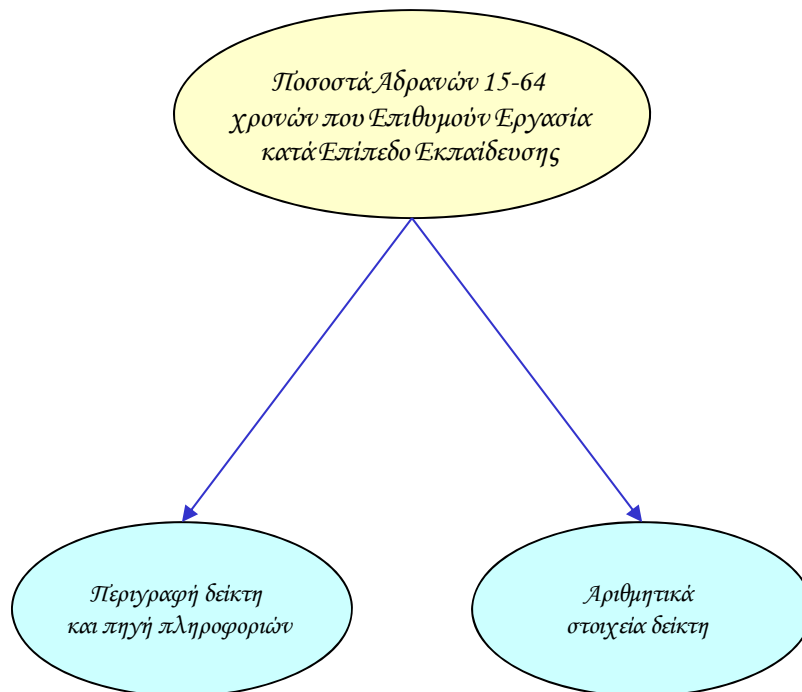 Ποσοστά Αδρανών 15-64
χρονών που Επιθυμούν Εργασία
κατά Επίπεδο Εκπαίδευσης
Περιγραφή δείκτη
και πηγή πληροφοριών
Αριθμητικά
στοιχεία δείκτη